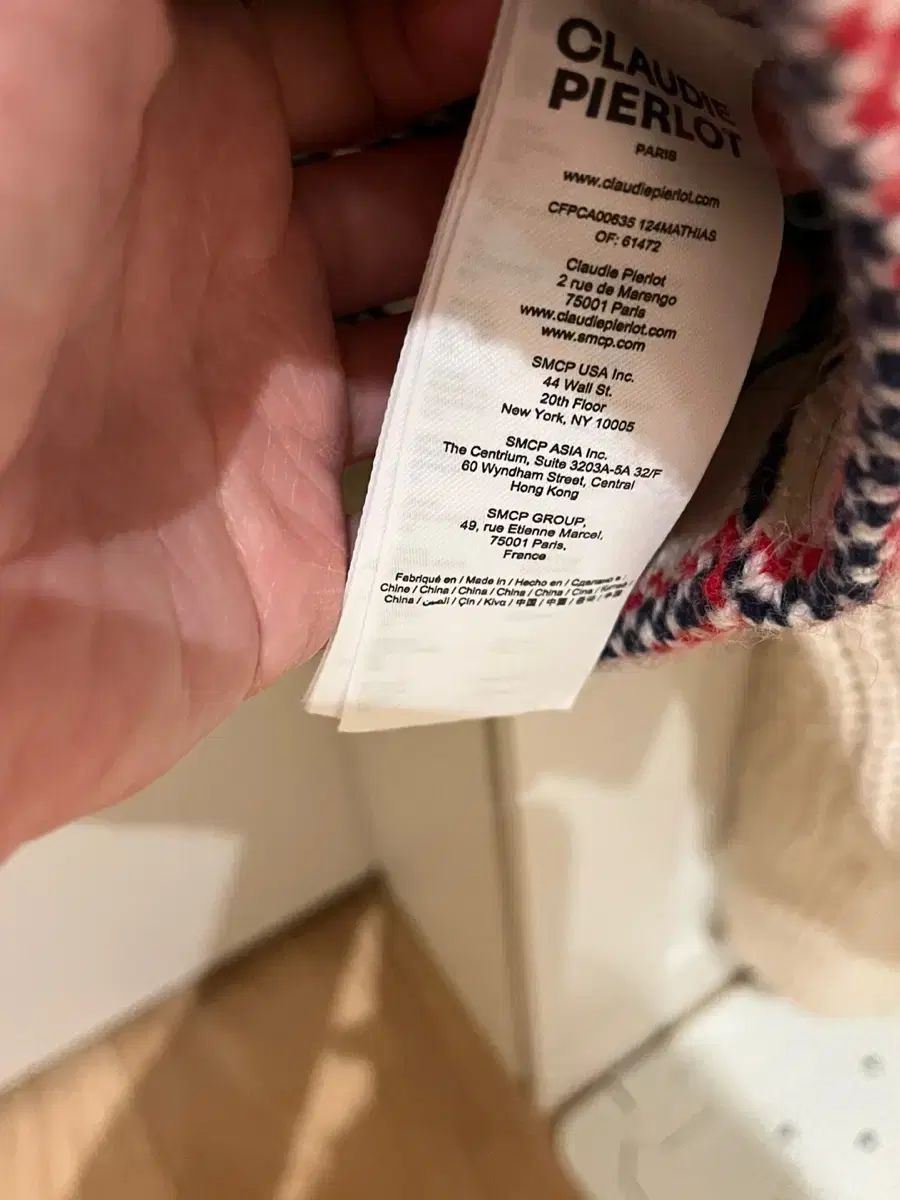 CLAUDIE
PIERLOT
PARIS
www.claudiepierlot.com
CFPCA00635 124MATHIAS
OF: 61472
Claudie Pierlot
2 rue de Marengo
75001 Paris
www.claudiepierlot.com
www.smcp.com
SMCP USA Inc.
44 Wall St.
20th Floor
New York, NY 10005
SMCP ASIA Inc.
The Centrium, Suite 3203A-5A 32/F
60 Wyndham Street, Central
Hong Kong
SMCP GROUP,
49, rue Etienne Marcel,
75001 Paris,
France
Fabriqué en / Made in / Hecho en / Сделано в /
Chine / China / China / China / China / Cina /
China / الصين / Çin / Κίνα / 中国 / 中國 /